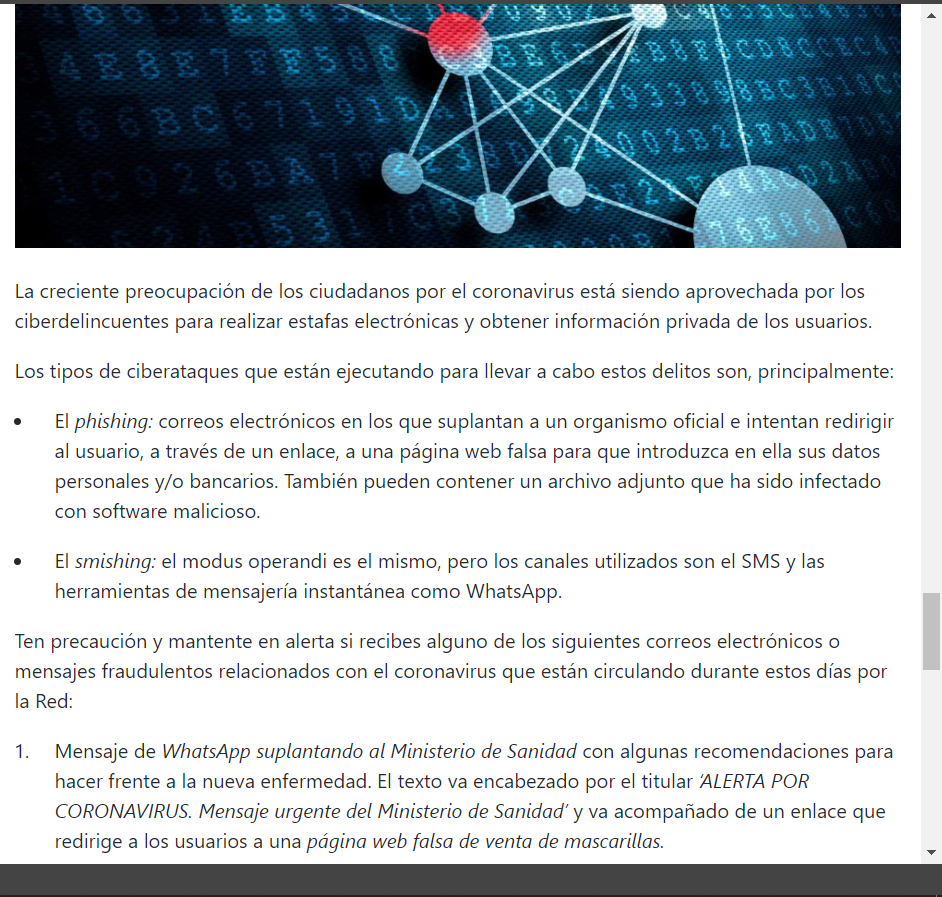 La creciente preocupación de los ciudadanos por el coronavirus está siendo aprovechada por los
ciberdelincuentes para realizar estafas electrónicas y obtener información privada de los usuarios.
Los tipos de ciberataques que están ejecutando para llevar a cabo estos delitos son, principalmente:
• El phishing: correos electrónicos en los que suplantan a un organismo oficial e intentan redirigir
al usuario, a través de un enlace, a una página web falsa para que introduzca en ella sus datos
personales y/o bancarios. También pueden contener un archivo adjunto que ha sido infectado
con software malicioso.
• El smishing: el modus operandi es el mismo, pero los canales utilizados son el SMS y las
herramientas de mensajería instantánea como WhatsApp.
Ten precaución y mantente en alerta si recibes alguno de los siguientes correos electrónicos o
mensajes fraudulentos relacionados con el coronavirus que están circulando durante estos días por
la Red:
1. Mensaje de WhatsApp suplantando al Ministerio de Sanidad con algunas recomendaciones para
hacer frente a la nueva enfermedad. El texto va encabezado por el titular ‘ALERTA POR
CORONAVIRUS. Mensaje urgente del Ministerio de Sanidad’ y va acompañado de un enlace que
redirige a los usuarios a una página web falsa de venta de mascarillas.